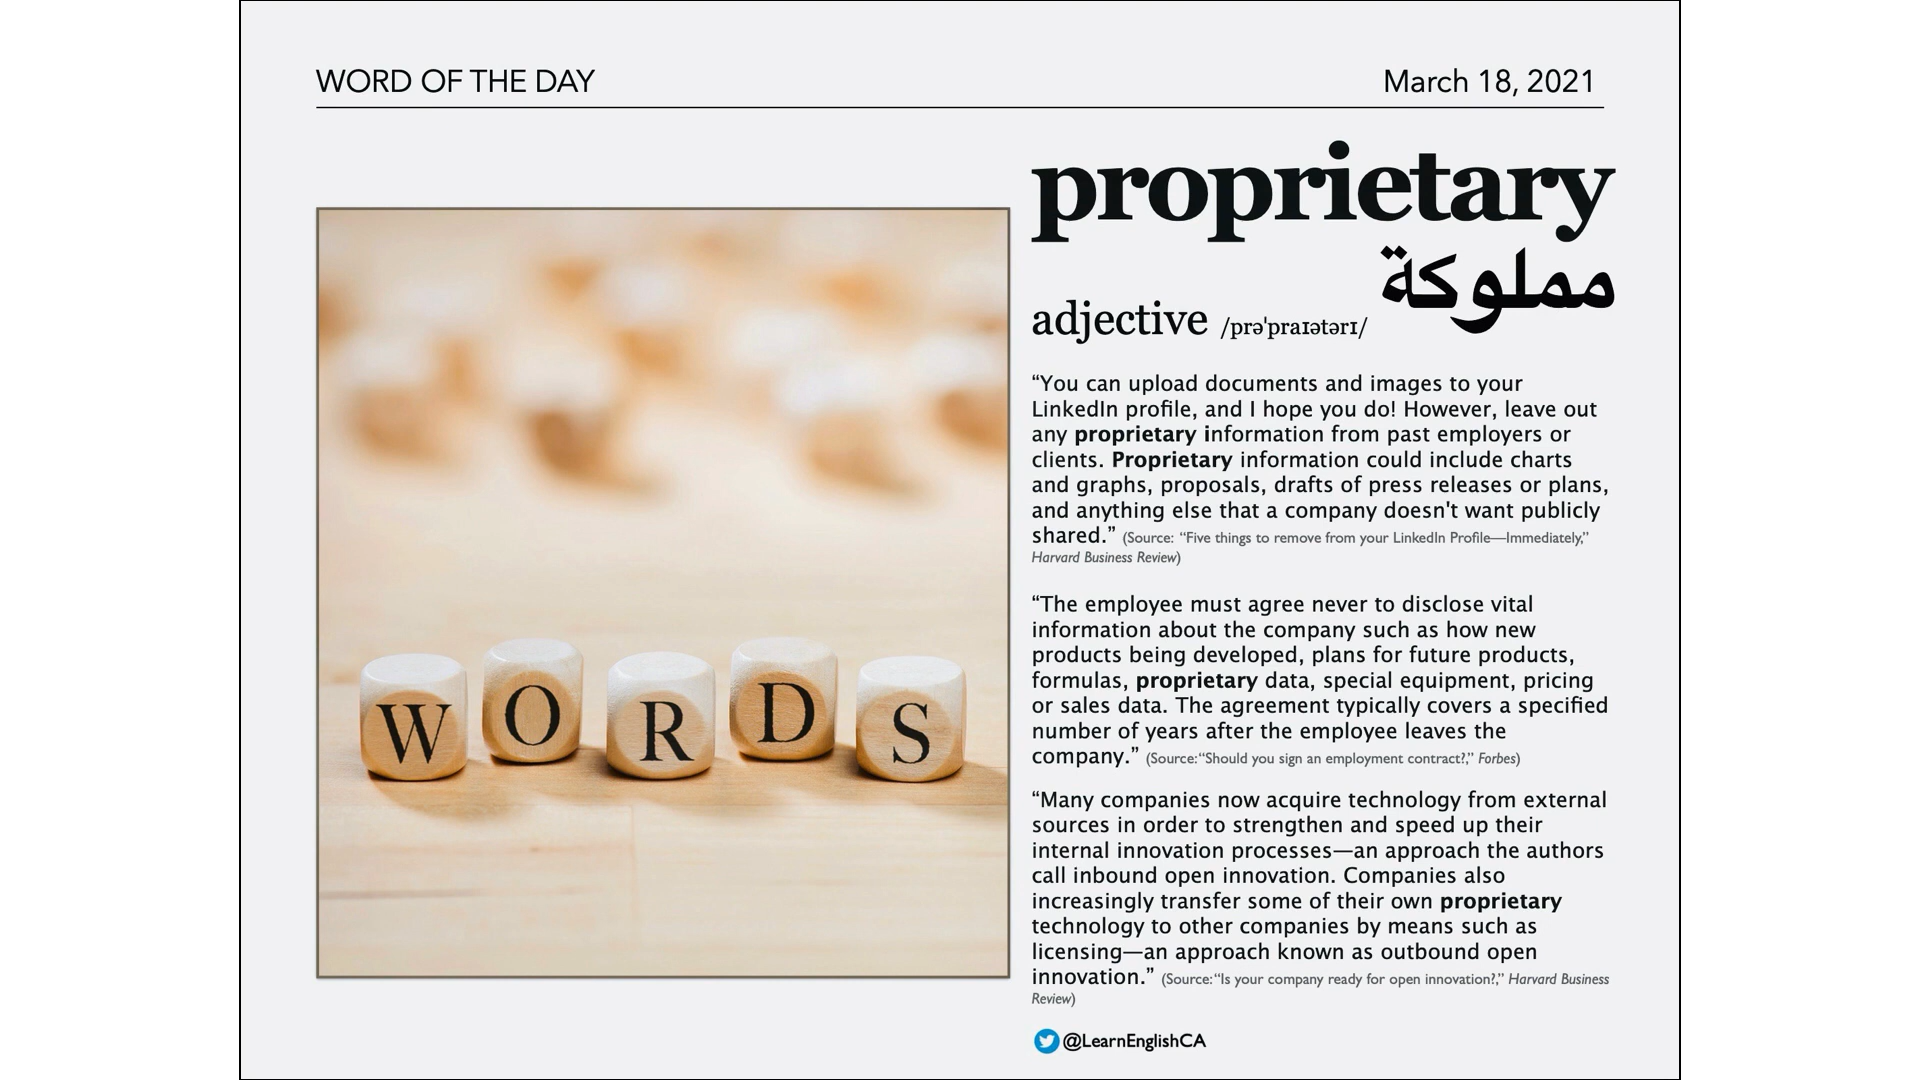 WORD OF THE DAY
March 18, 2021
proprietary
مملوكة
adjective /prə'praɪətərɪ/
“You can upload documents and images to your
LinkedIn profile, and I hope you do! However, leave out
any proprietary information from past employers or
clients. Proprietary information could include charts
and graphs, proposals, drafts of press releases or plans,
and anything else that a company doesn't want publicly
shared.” (Source: “Five things to remove from your LinkedIn Profile—Immediately,”
Harvard Business Review)
“The employee must agree never to disclose vital
information about the company such as how new
products being developed, plans for future products,
formulas, proprietary data, special equipment, pricing
or sales data. The agreement typically covers a specified
number of years after the employee leaves the
company.” (Source:“Should you sign an employment contract?,” Forbes)
“Many companies now acquire technology from external
sources in order to strengthen and speed up their
internal innovation processes—an approach the authors
call inbound open innovation. Companies also
increasingly transfer some of their own proprietary
technology to other companies by means such as
licensing—an approach known as outbound open
innovation.” (Source:“Is your company ready for open innovation?,” Harvard Business
Review)
@LearnEnglishCA
WORDS